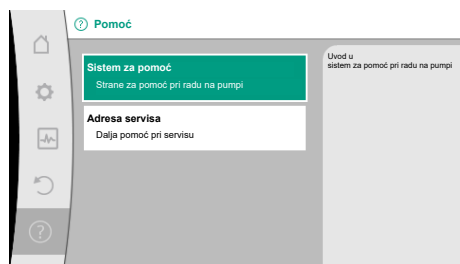 Pomoć
Sistem za pomoć
Strane za pomoć pri radu na pumpi
Adresa servisa
Dalja pomoć pri servisu
Uvod u
sistem za pomoć pri radu na pumpi